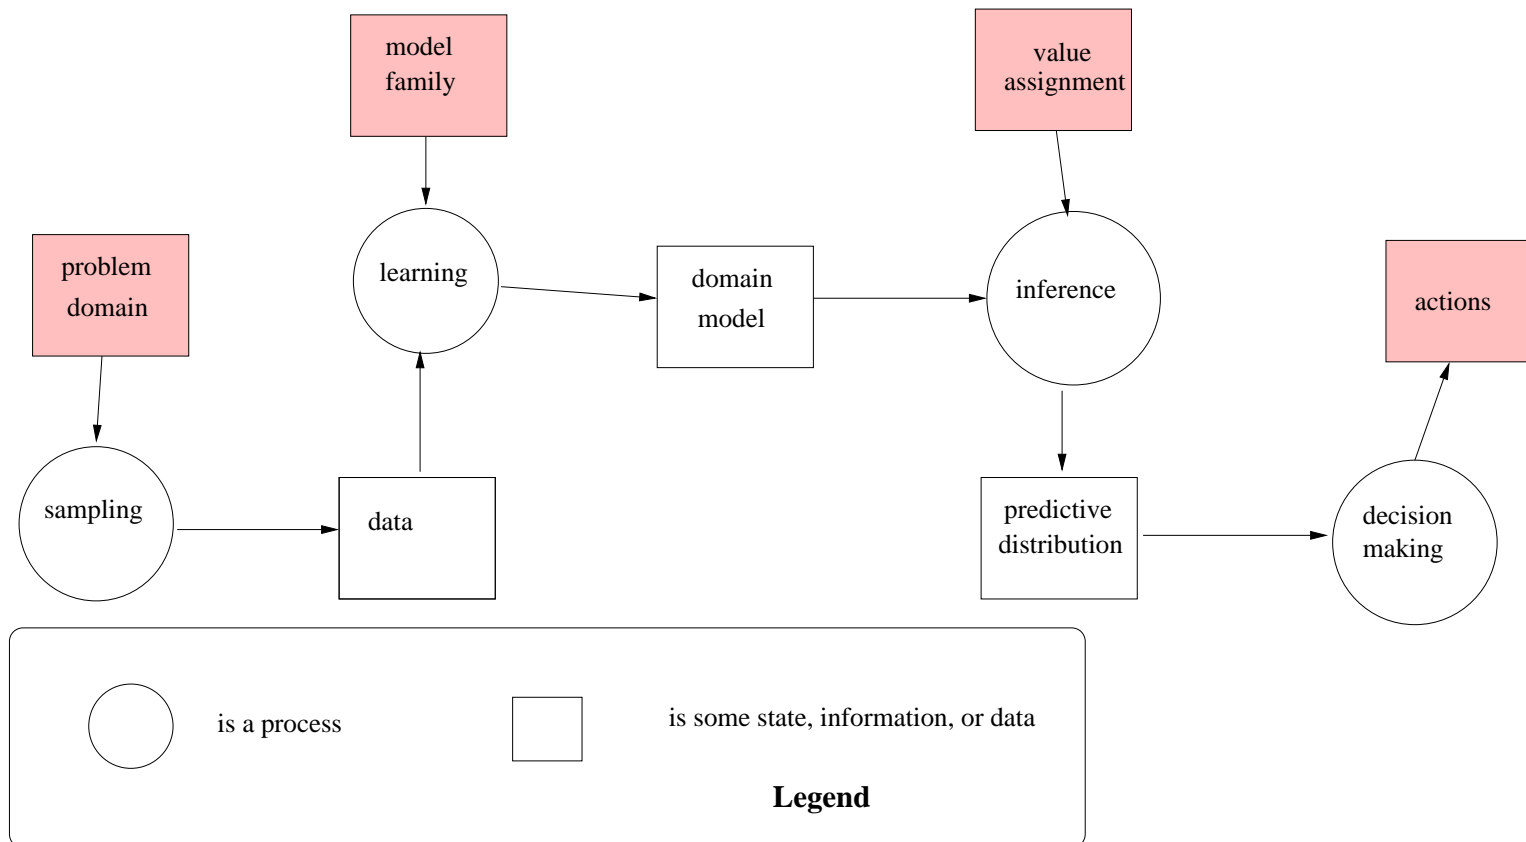 model
family
value
assignment
problem
domain
learning
domain
model
inference
actions
sampling
data
predictive
distribution
decision
making
is a process
is some state, information, or data
Legend